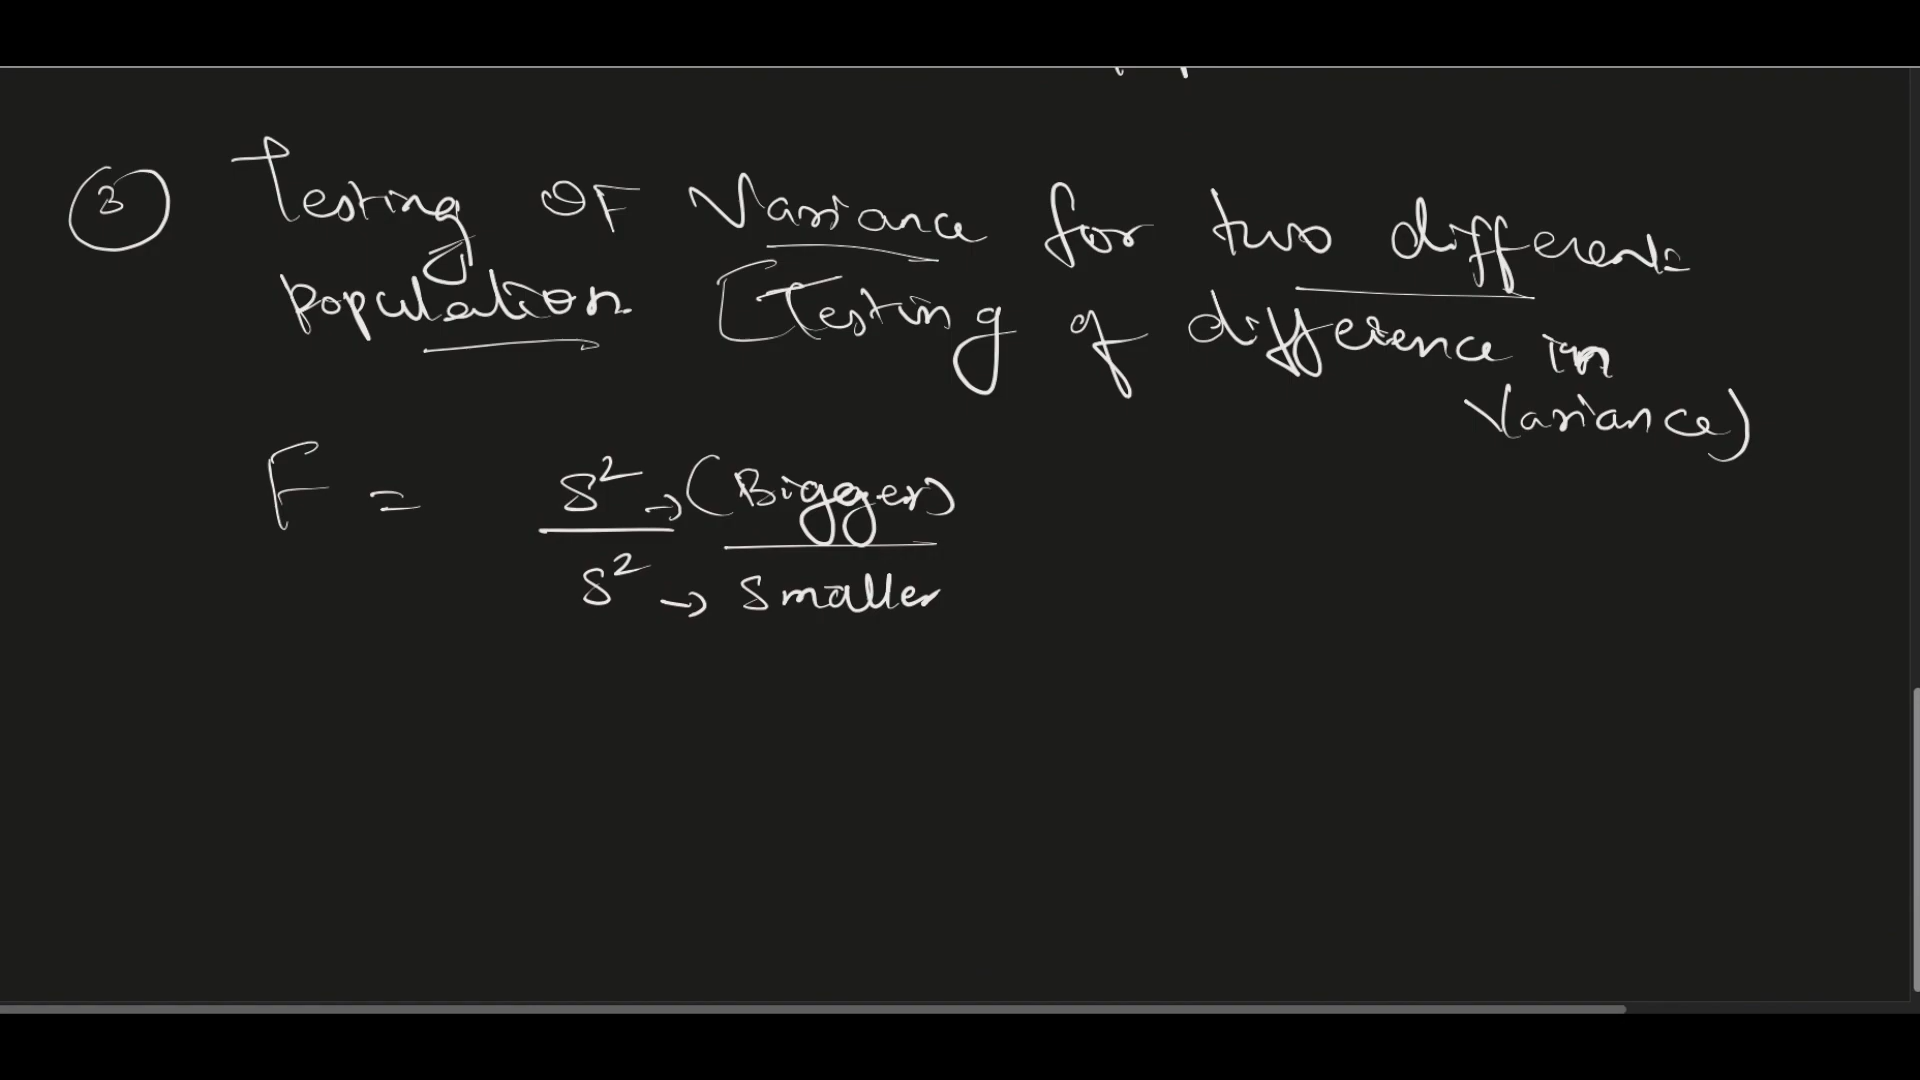 3 Testing OF Variance for two different
population [Testing of difference in
Variance)
F = S² → (Bigger)
S² → Smaller